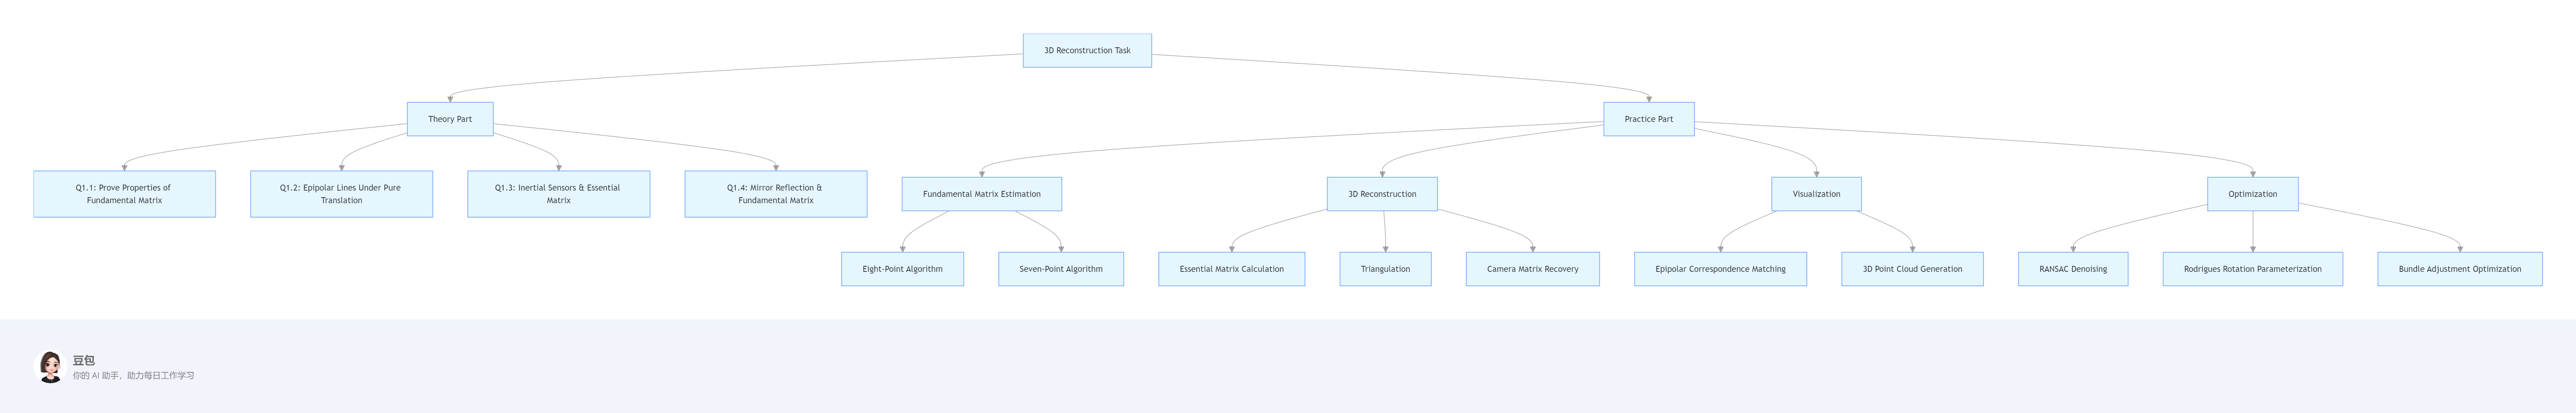 3D Reconstruction Task
Theory Part
Practice Part
Q1.1: Prove Properties of
Fundamental Matrix
Q1.2: Epipolar Lines Under Pure
Translation
Q1.3: Inertial Sensors & Essential
Matrix
Q1.4: Mirror Reflection &
Fundamental Matrix
Fundamental Matrix Estimation
3D Reconstruction
Visualization
Optimization
Eight-Point Algorithm
Seven-Point Algorithm
Essential Matrix Calculation
Triangulation
Camera Matrix Recovery
Epipolar Correspondence Matching
3D Point Cloud Generation
RANSAC Denoising
Rodrigues Rotation Parameterization
Bundle Adjustment Optimization
豆包
你的 AI 助手，助力每日工作学习